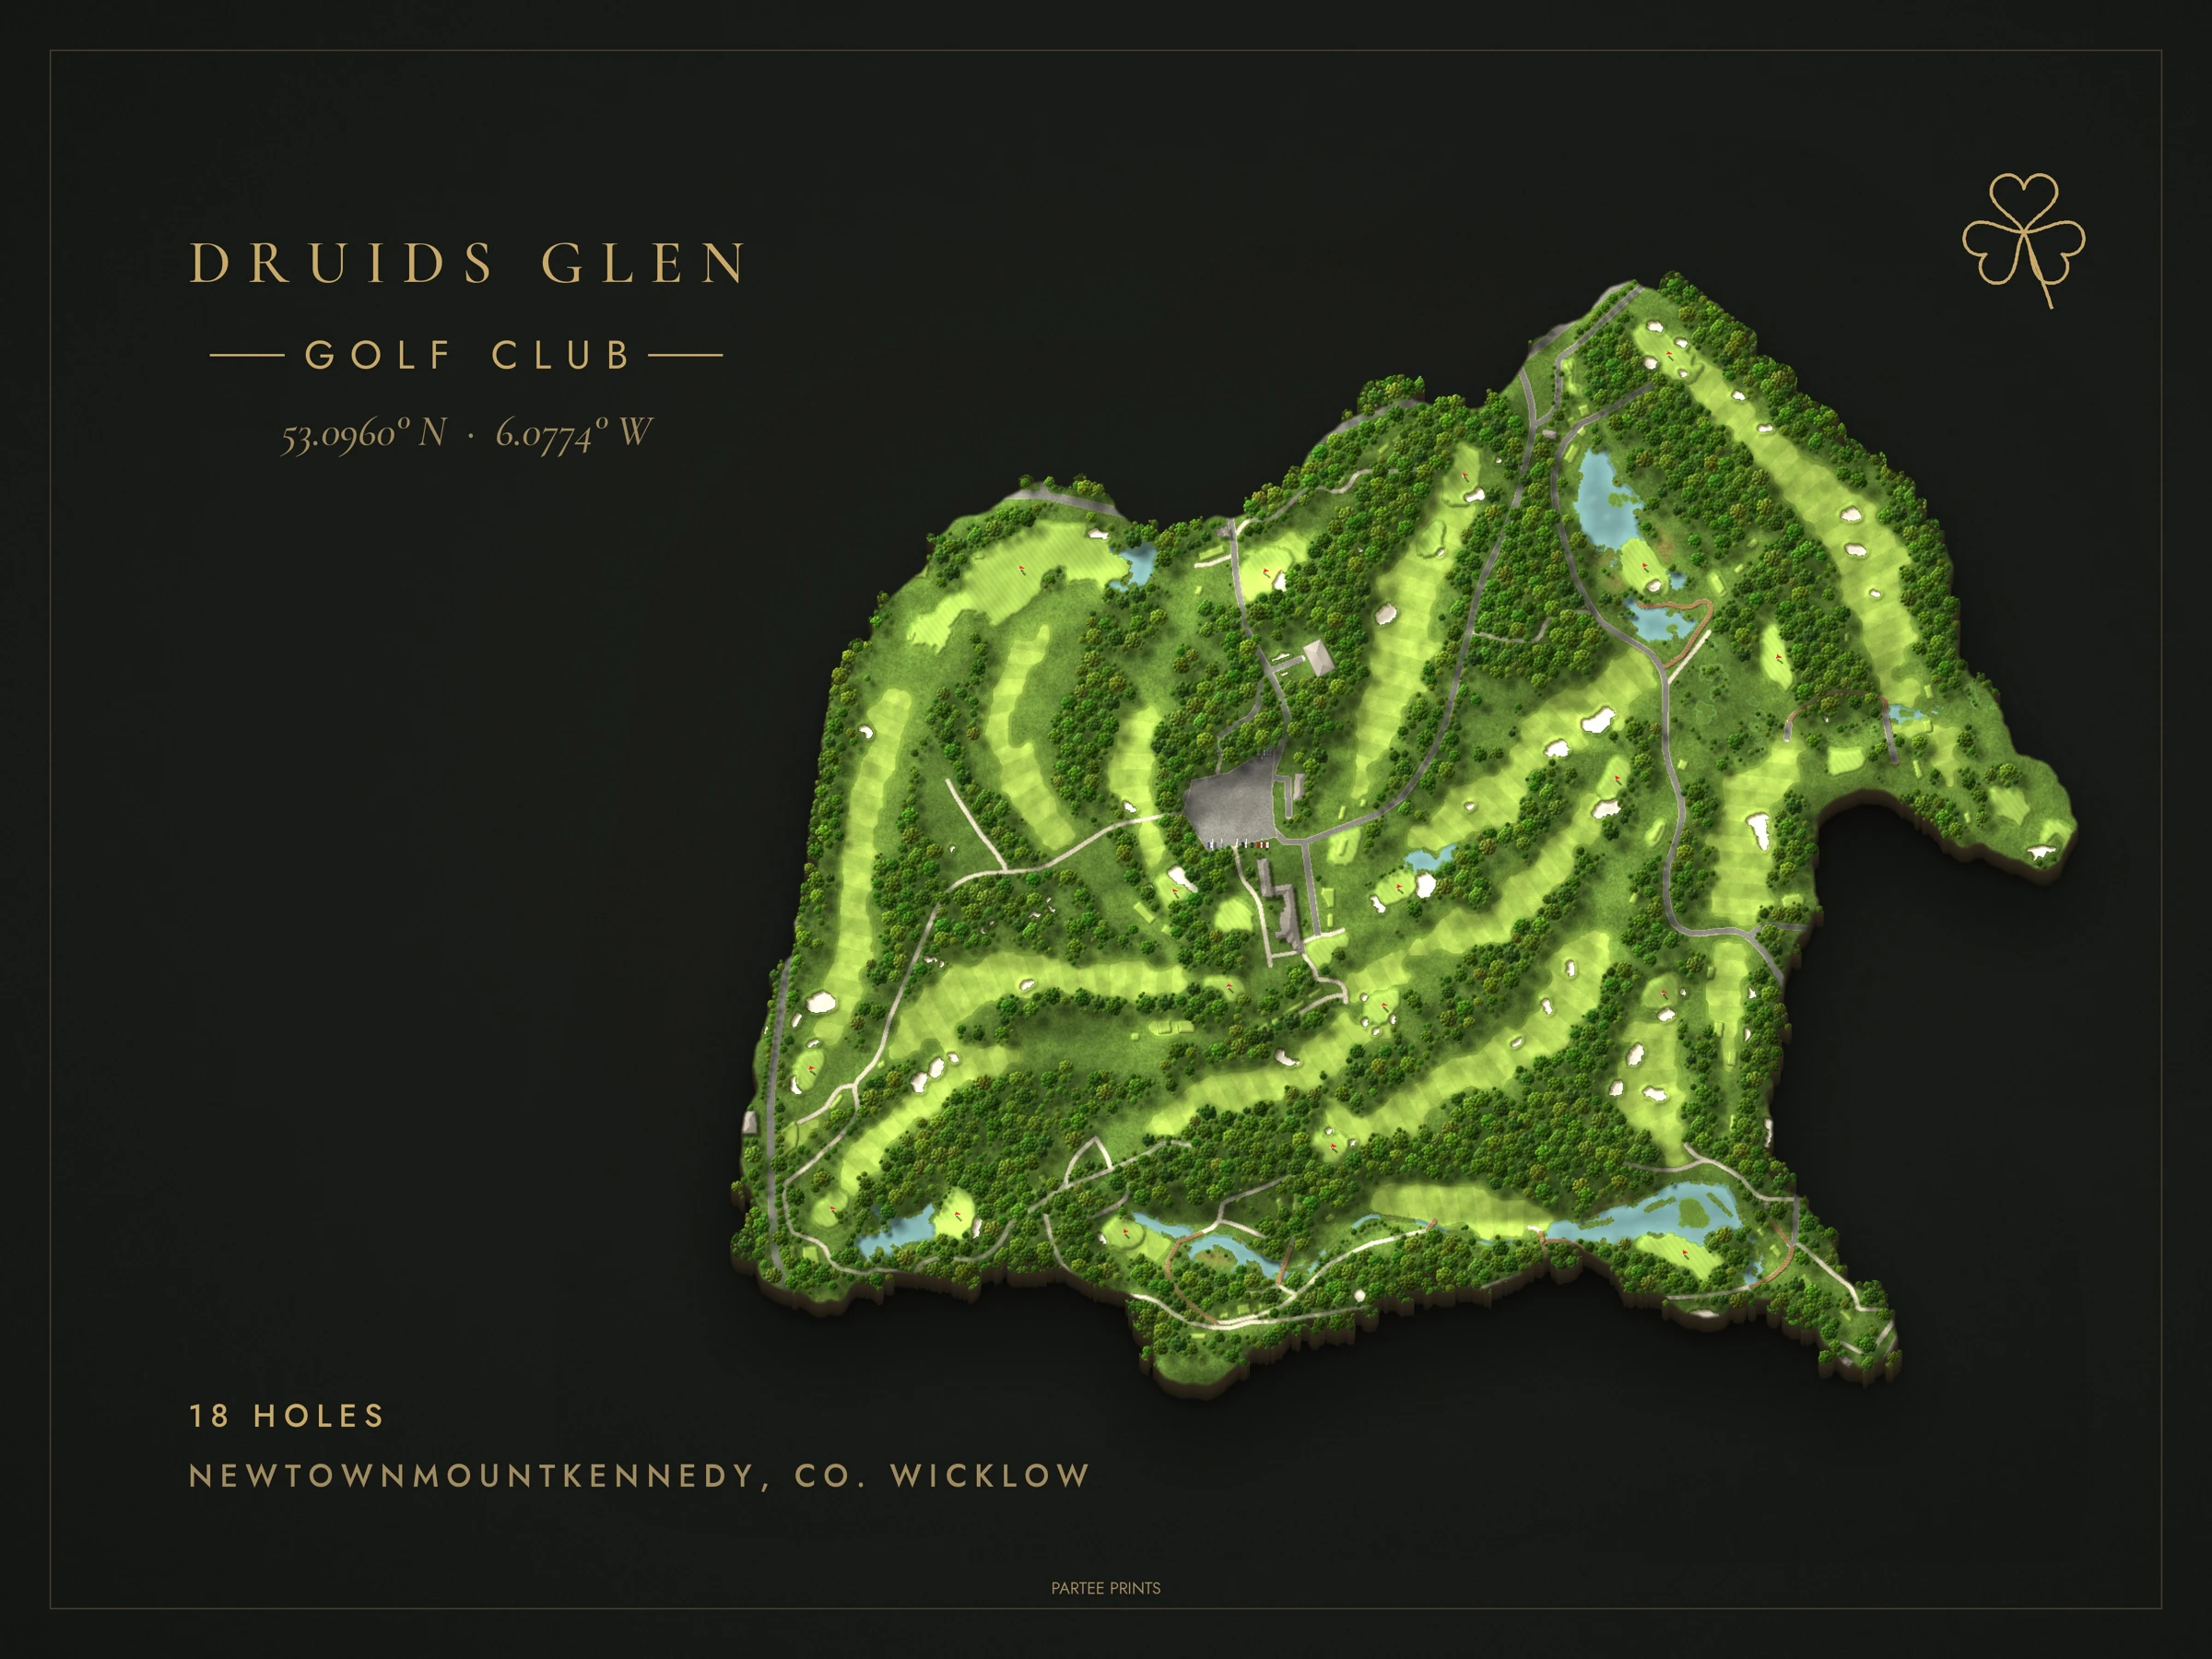 DRUIDS GLEN
GOLF CLUB
53.0960° N · 6.0774° W
18 HOLES
NEWTOWNMOUNTKENNEDY, CO. WICKLOW
PARTEE PRINTS